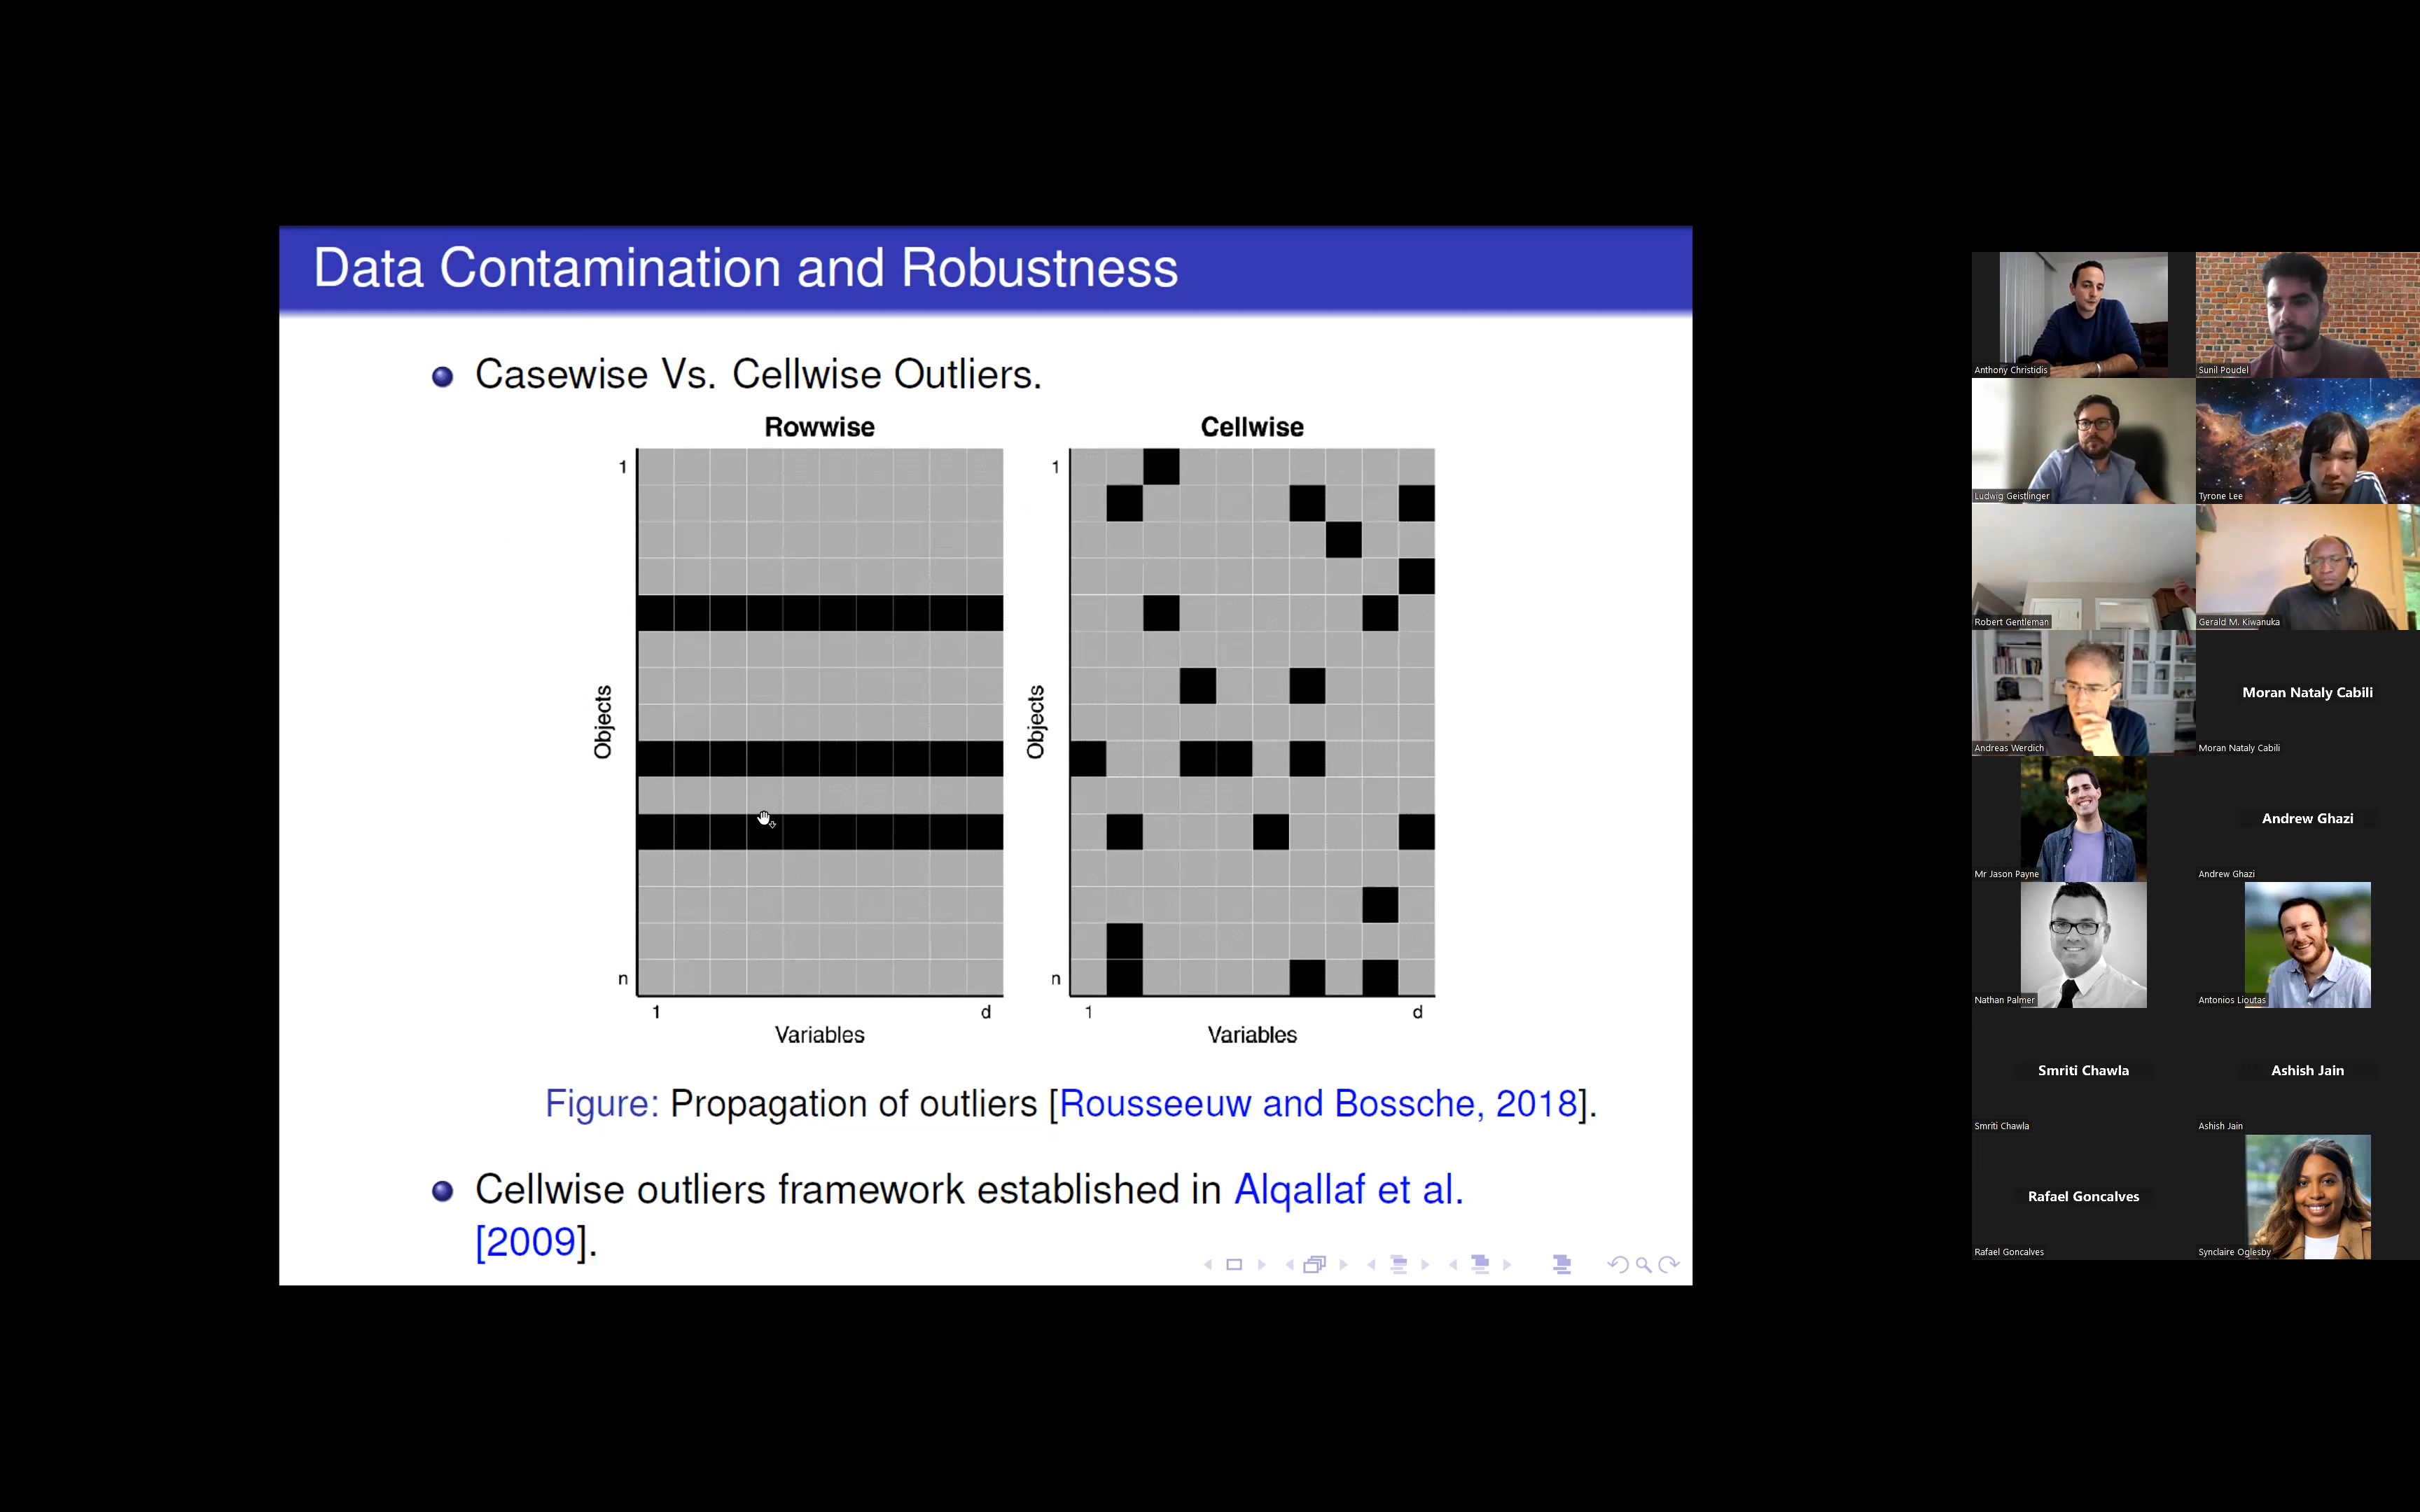 Data Contamination and Robustness
Casewise Vs. Cellwise Outliers.
Rowwise
1
Objects
n
1
d
Variables
Cellwise
1
Objects
n
1
d
Variables
Figure: Propagation of outliers [Rousseeuw and Bossche, 2018].
Cellwise outliers framework established in Alqallaf et al.
[2009].
Anthony Christidis
Sunil Poudel
Ludwig Geistlinger
Tyrone Lee
Robert Gentleman
Gerald M. Kiwanuka
Andreas Werdich
Moran Nataly Cabili
Moran Nataly Cabili
Mr Jason Payne
Andrew Ghazi
Andrew Ghazi
Nathan Palmer
Antonios Lioutas
Smriti Chawla
Smriti Chawla
Ashish Jain
Ashish Jain
Rafael Goncalves
Rafael Goncalves
Synclaire Oglesby